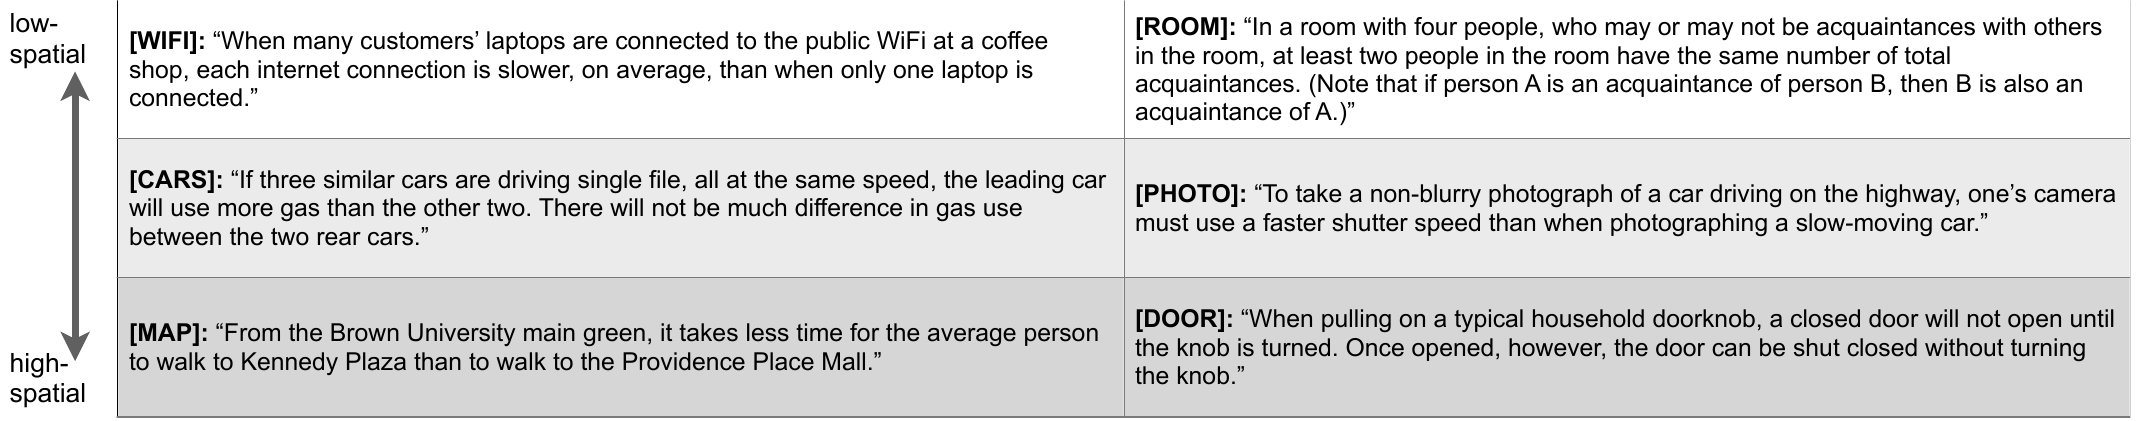 low-
spatial
[WIFI]: “When many customers’ laptops are connected to the public WiFi at a coffee
shop, each internet connection is slower, on average, than when only one laptop is
connected.”
[ROOM]: “In a room with four people, who may or may not be acquaintances with others
in the room, at least two people in the room have the same number of total
acquaintances. (Note that if person A is an acquaintance of person B, then B is also an
acquaintance of A.)”
[CARS]: “If three similar cars are driving single file, all at the same speed, the leading car
will use more gas than the other two. There will not be much difference in gas use
between the two rear cars.”
[PHOTO]: “To take a non-blurry photograph of a car driving on the highway, one’s camera
must use a faster shutter speed than when photographing a slow-moving car.”
high-
spatial
[MAP]: “From the Brown University main green, it takes less time for the average person
to walk to Kennedy Plaza than to walk to the Providence Place Mall.”
[DOOR]: “When pulling on a typical household doorknob, a closed door will not open until
the knob is turned. Once opened, however, the door can be shut closed without turning
the knob.”